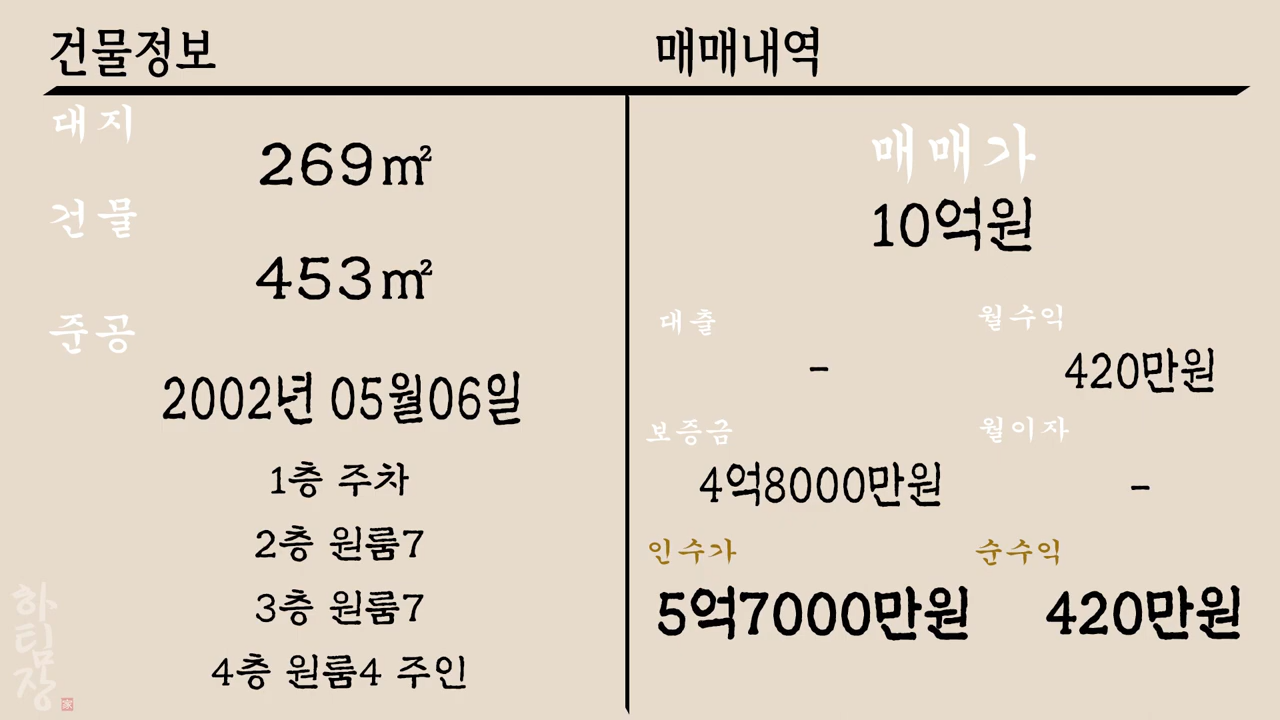 건물정보
대지
269㎡
건물
453㎡
준공
2002년 05월06일
1층 주차
2층 원룸7
3층 원룸7
4층 원룸4 주인
하팀장
매매내역
매매가
10억원
대출
-
월수익
420만원
보증금
4억8000만원
월이자
-
인수가
5억7000만원
순수익
420만원